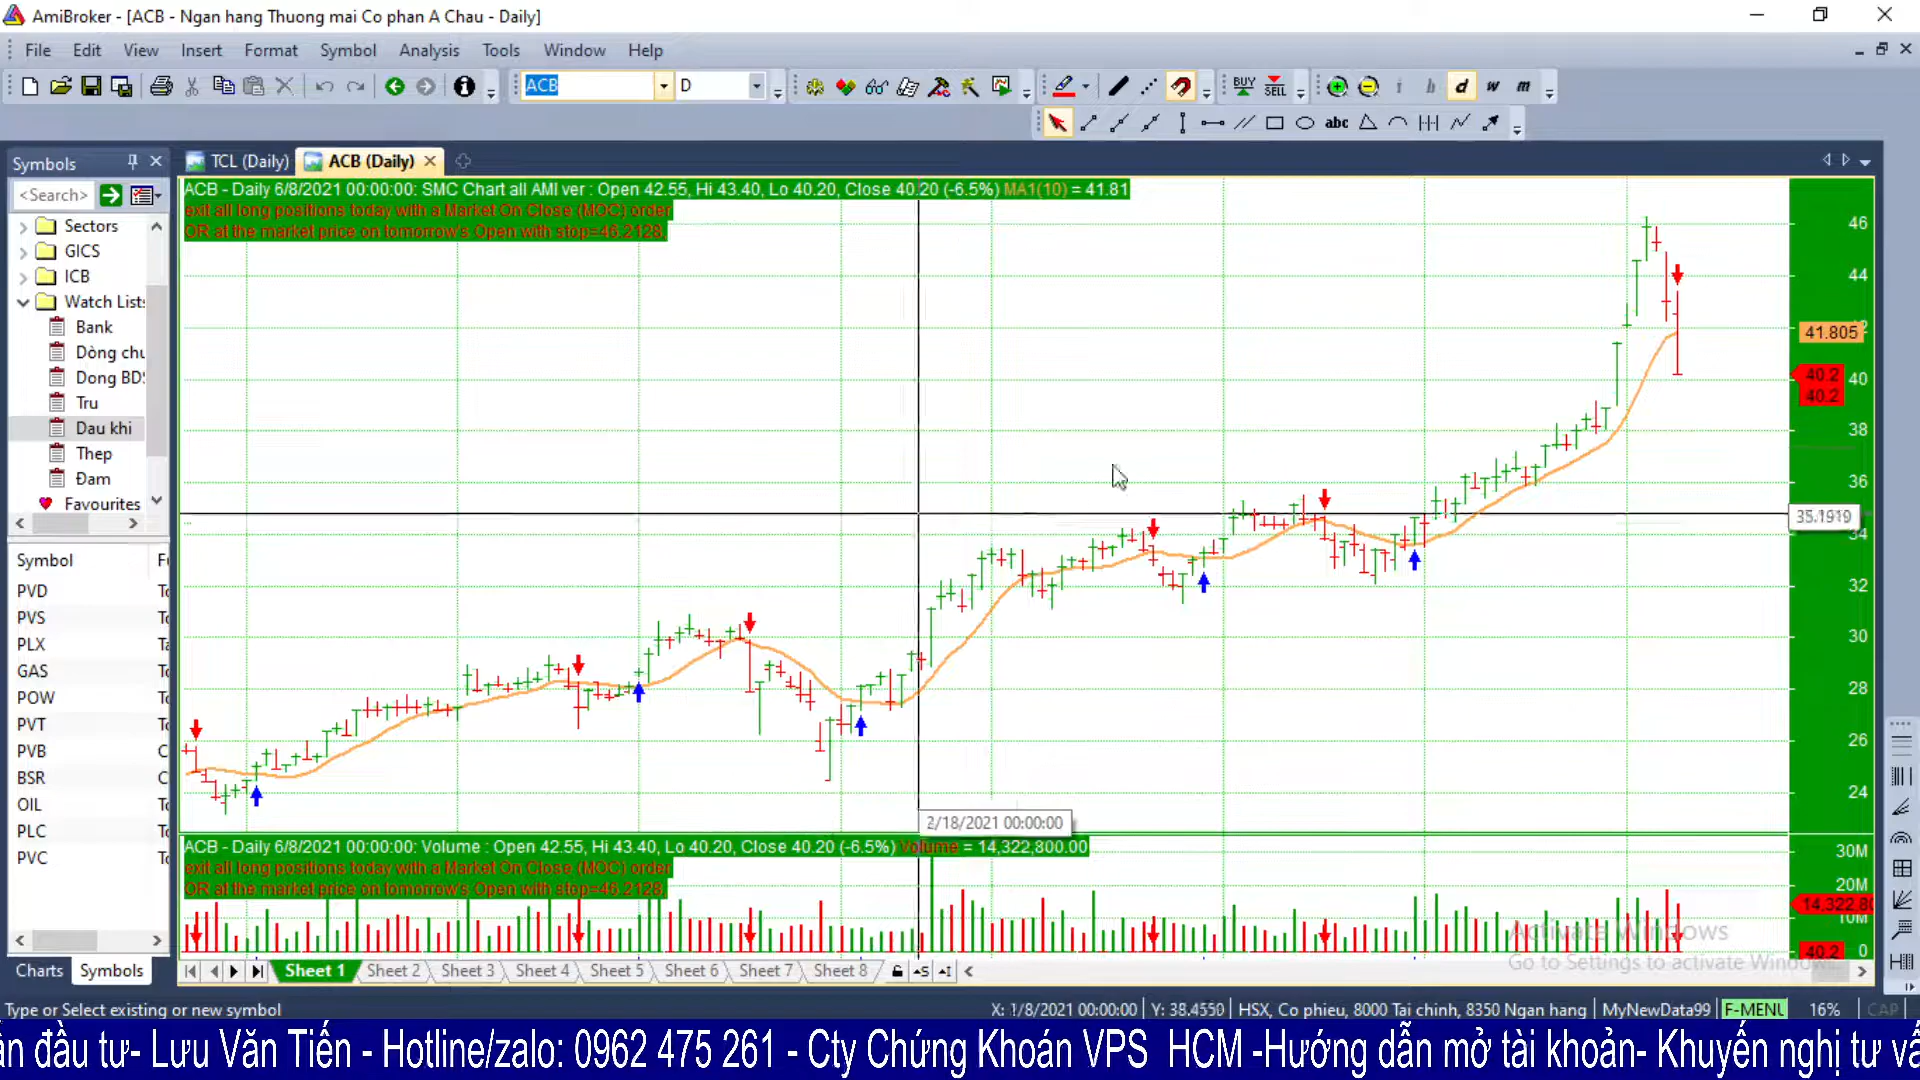 AmiBroker - [ACB - Ngan hang Thuong mai Co phan A Chau - Daily]
File Edit View Insert Format Symbol Analysis Tools Window Help
ACB D BUY SELL i h d w m
abc
Symbols TCL (Daily) ACB (Daily)
<Search>
Sectors
GICS
ICB
Watch Lists
Bank
Dòng chu
Dong BDS
Tru
Dau khi
Thep
Đam
Favourites
Symbol
PVD
PVS
PLX
GAS
POW
PVT
PVB
BSR
OIL
PLC
PVC
Charts Symbols
ACB - Daily 6/8/2021 00:00:00: SMC Chart all AMI ver : Open 42.55, Hi 43.40, Lo 40.20, Close 40.20 (-6.5%) MA1(10) = 41.81
exit all long positions today with a Market On Close (MOC) order
OR at the market price on tomorrow's Open with stop=46.2128.
46
44
41.805
40.2
40
40.2
38
36
35.1919
34
32
30
28
26
24
2/18/2021 00:00:00
ACB - Daily 6/8/2021 00:00:00: Volume : Open 42.55, Hi 43.40, Lo 40.20, Close 40.20 (-6.5%) Volume = 14,322,800.00
exit all long positions today with a Market On Close (MOC) order
OR at the market price on tomorrow's Open with stop=46.2128.
30M
20M
14,322,80
10M
40.2
0
Activate Windows
Go to Settings to activate Windows.
Sheet 1 Sheet 2 Sheet 3 Sheet 4 Sheet 5 Sheet 6 Sheet 7 Sheet 8
Type or Select existing or new symbol X: 1/8/2021 00:00:00 Y: 38.4550 HSX, Co phieu, 8000 Tai chinh, 8350 Ngan hang MyNewData99 F-MENU 16% CAP
ấn đầu tư- Lưu Văn Tiến - Hotline/zalo: 0962 475 261 - Cty Chứng Khoán VPS HCM -Hướng dẫn mở tài khoản- Khuyến nghị tư vấ